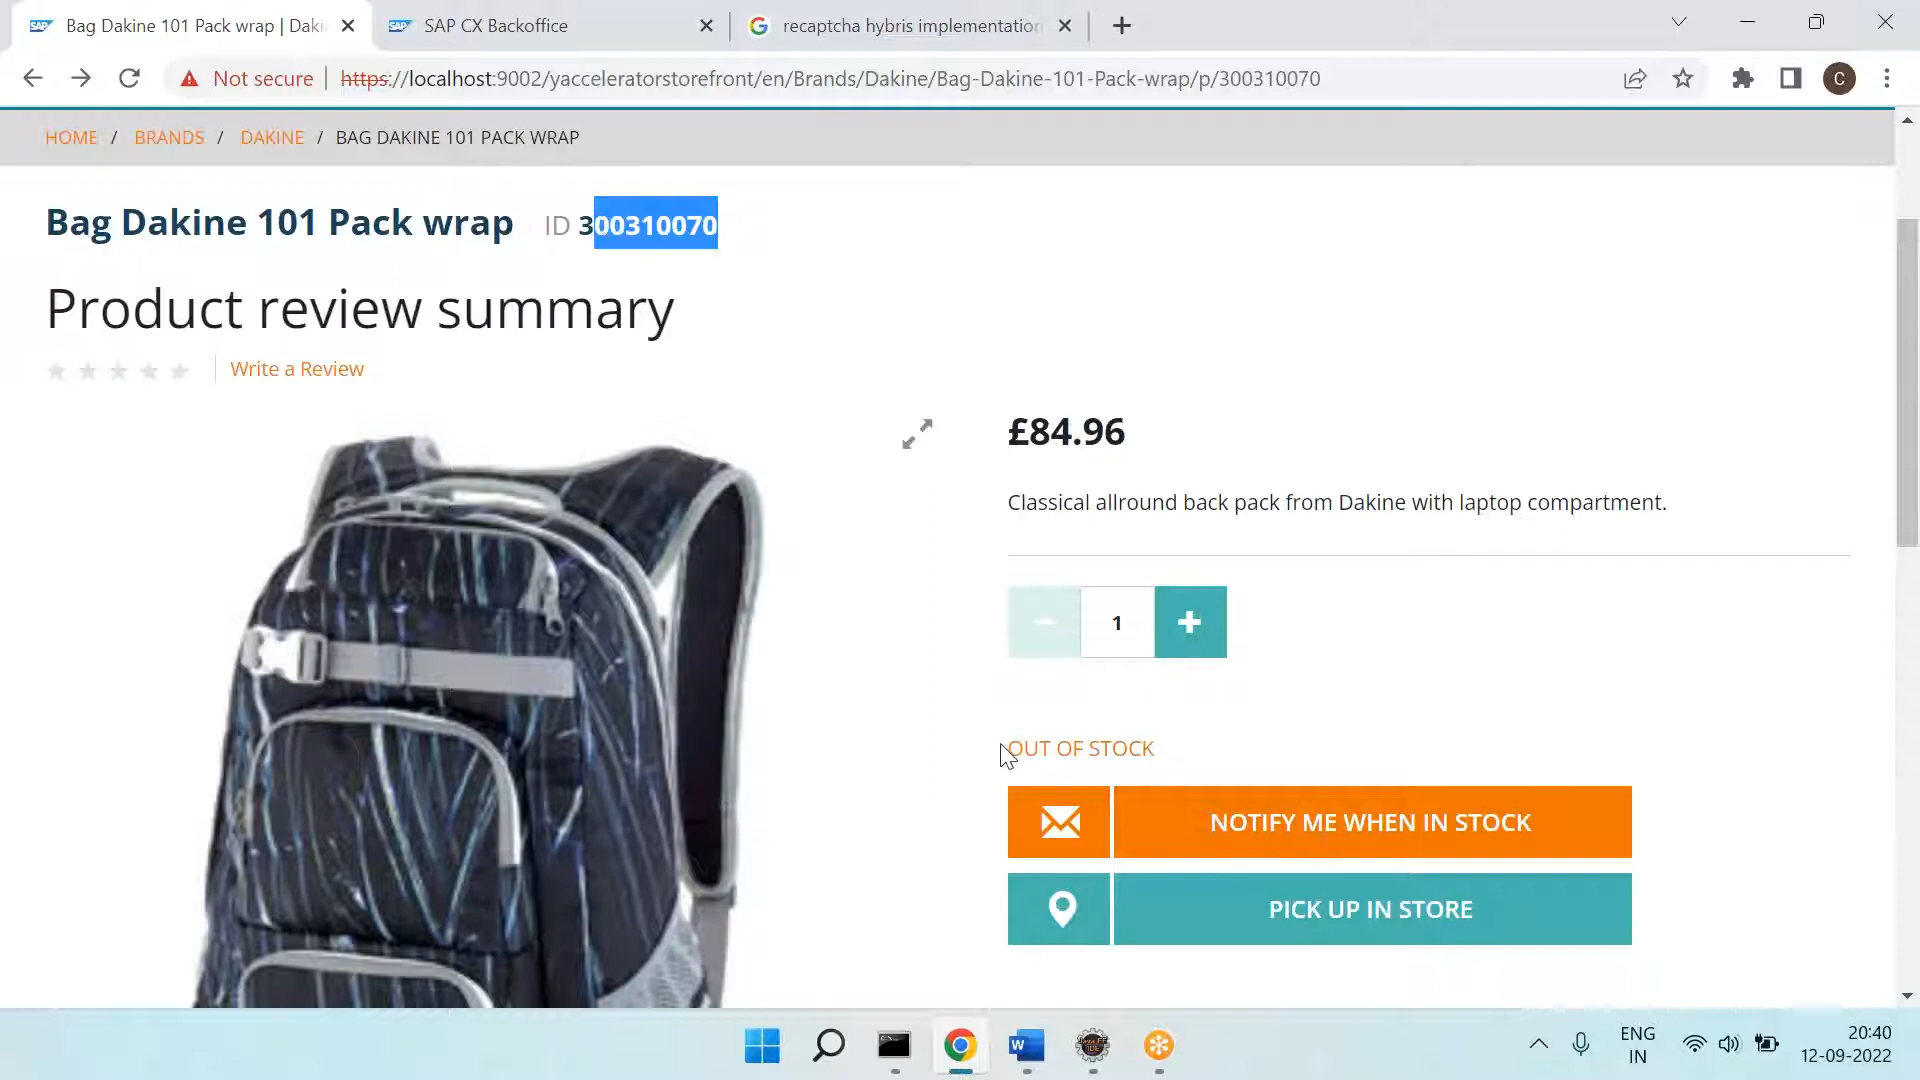 Bag Dakine 101 Pack wrap | Daki
SAP CX Backoffice
recaptcha hybris implementation
Not secure | https://localhost:9002/yacceleratorstorefront/en/Brands/Dakine/Bag-Dakine-101-Pack-wrap/p/300310070
C
HOME / BRANDS / DAKINE / BAG DAKINE 101 PACK WRAP
Bag Dakine 101 Pack wrap ID 300310070
Product review summary
Write a Review
£84.96
Classical allround back pack from Dakine with laptop compartment.
1
OUT OF STOCK
NOTIFY ME WHEN IN STOCK
PICK UP IN STORE
ENG
IN
20:40
12-09-2022